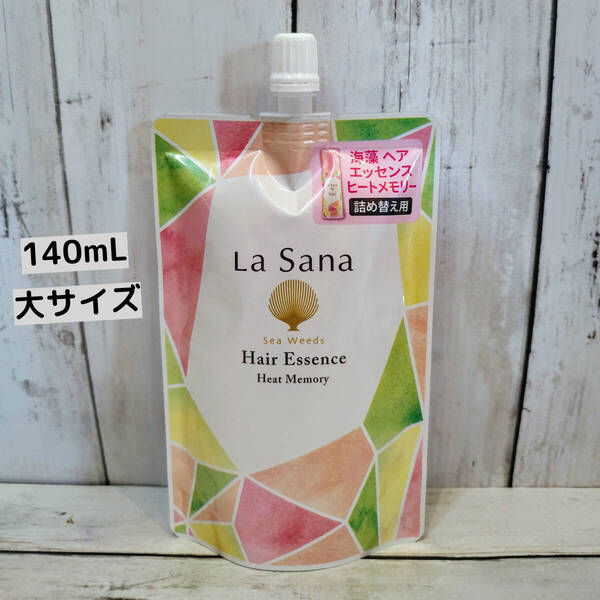 海藻 ヘア
エッセンス
ヒートメモリー
詰め替え用
140mL
大サイズ
La Sana
Sea Weeds
Hair Essence
Heat Memory